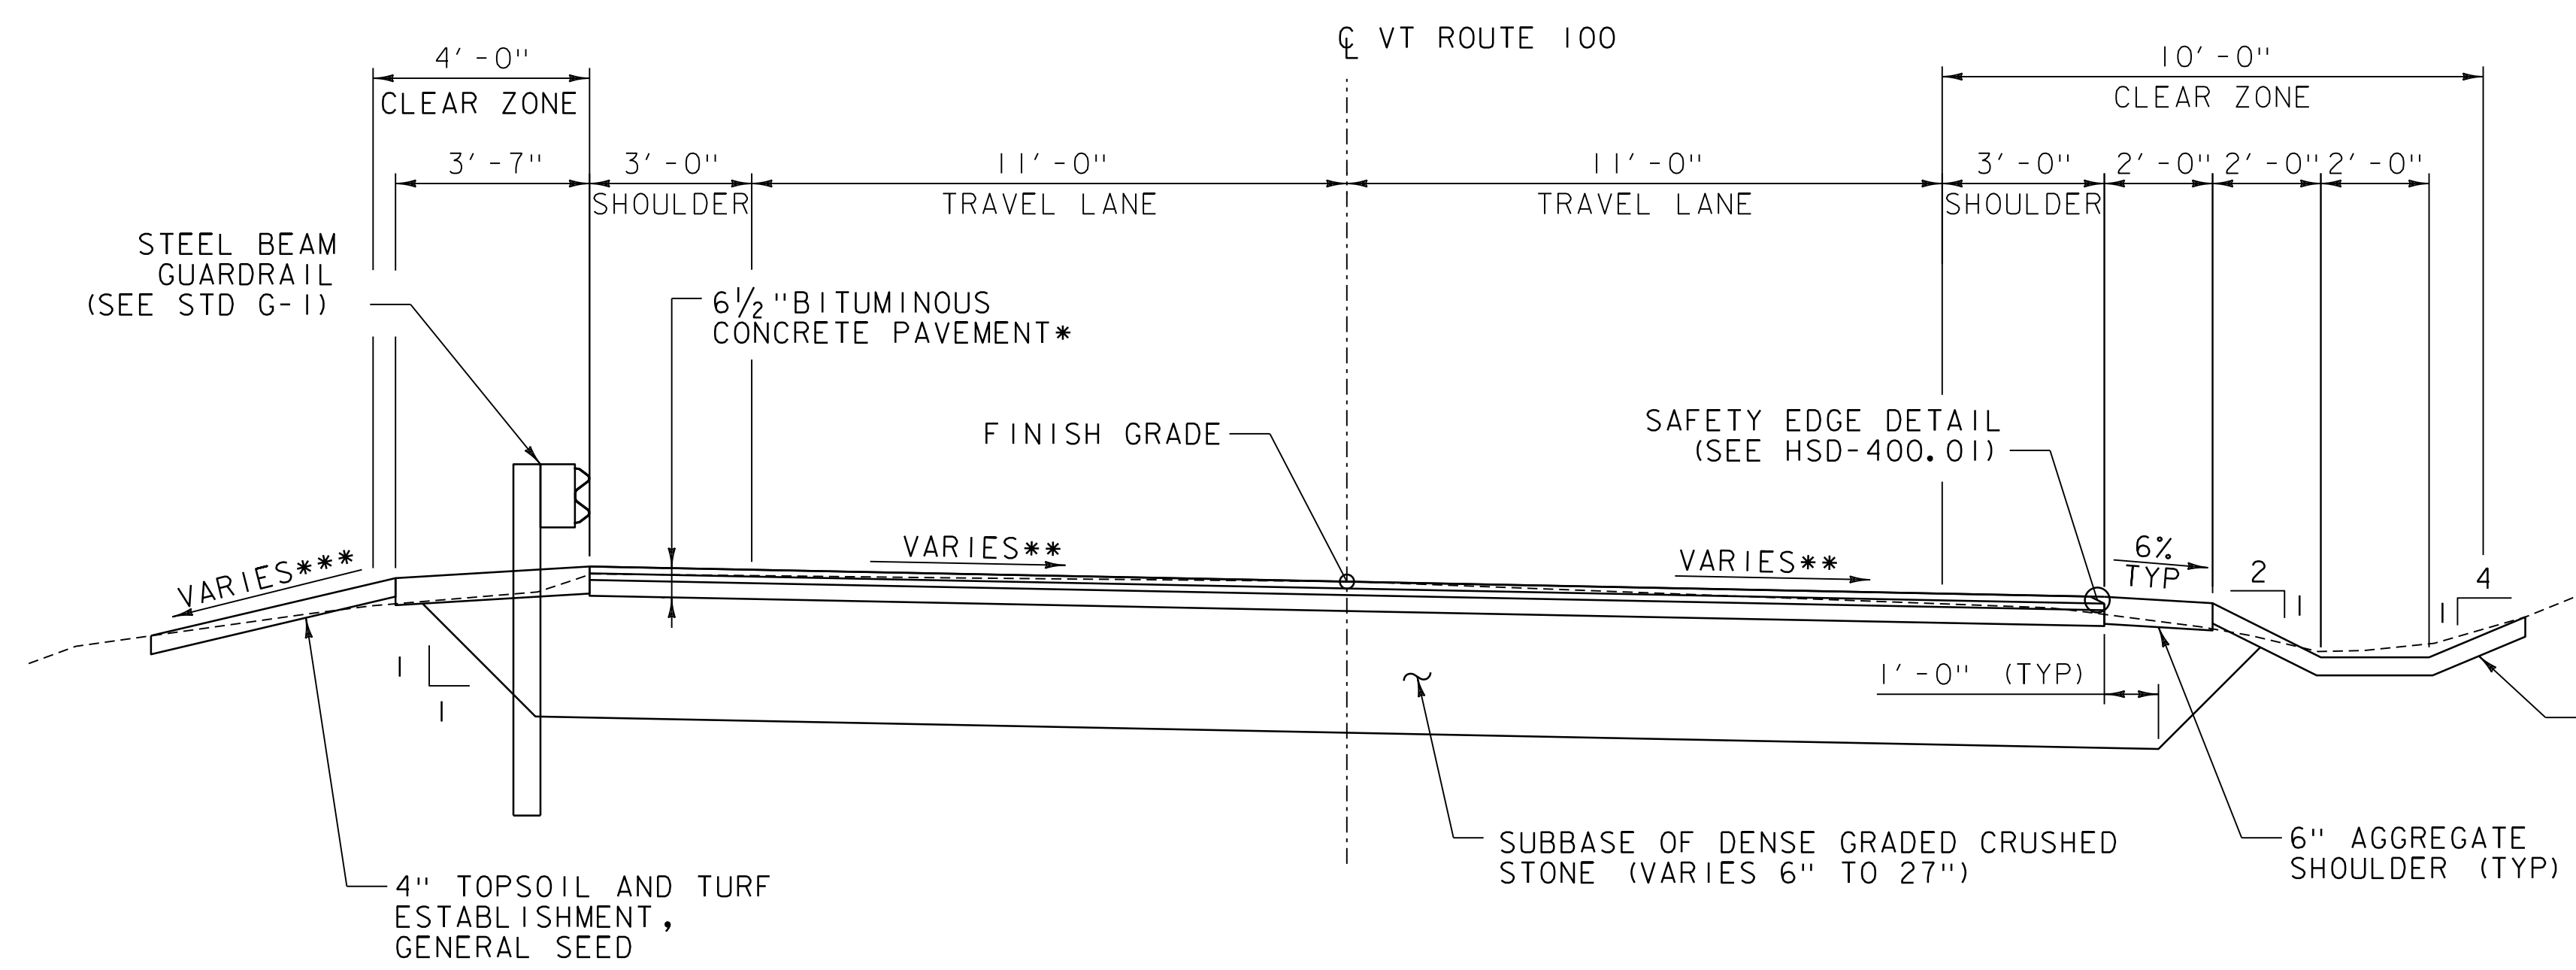 ℄ VT ROUTE 100
4'-0"
10'-0"
CLEAR ZONE
CLEAR ZONE
3'-7"
3'-0"
11'-0"
11'-0"
3'-0"
2'-0"
2'-0"
2'-0"
SHOULDER
TRAVEL LANE
TRAVEL LANE
SHOULDER
STEEL BEAM
GUARDRAIL
(SEE STD G-1)
6½"BITUMINOUS
CONCRETE PAVEMENT*
FINISH GRADE
SAFETY EDGE DETAIL
(SEE HSD-400.01)
VARIES***
VARIES**
VARIES**
6%
TYP
2
1
4
1
1
1
1'-0" (TYP)
SUBBASE OF DENSE GRADED CRUSHED
STONE (VARIES 6" TO 27")
6" AGGREGATE
SHOULDER (TYP)
4" TOPSOIL AND TURF
ESTABLISHMENT,
GENERAL SEED